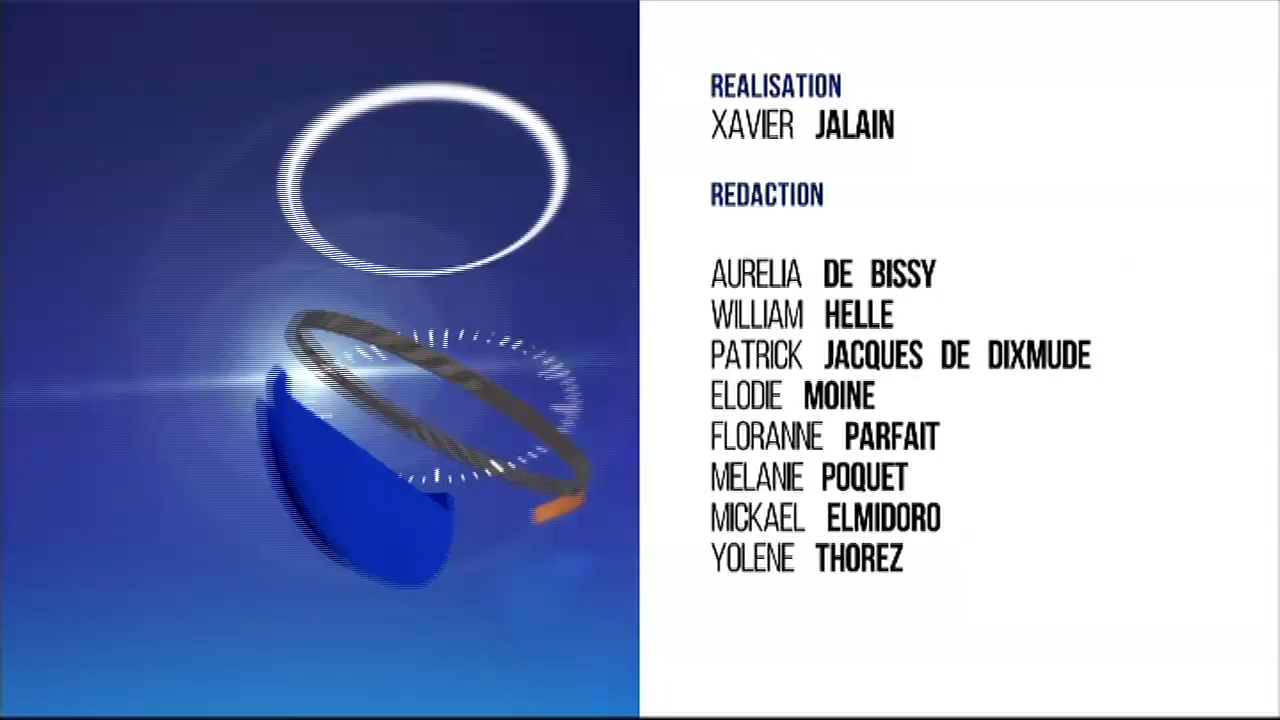 REALISATION
XAVIER JALAIN
REDACTION
AURELIA DE BISSY
WILLIAM HELLE
PATRICK JACQUES DE DIXMUDE
ELODIE MOINE
FLORANNE PARFAIT
MELANIE POQUET
MICKAEL ELMIDORO
YOLENE THOREZ